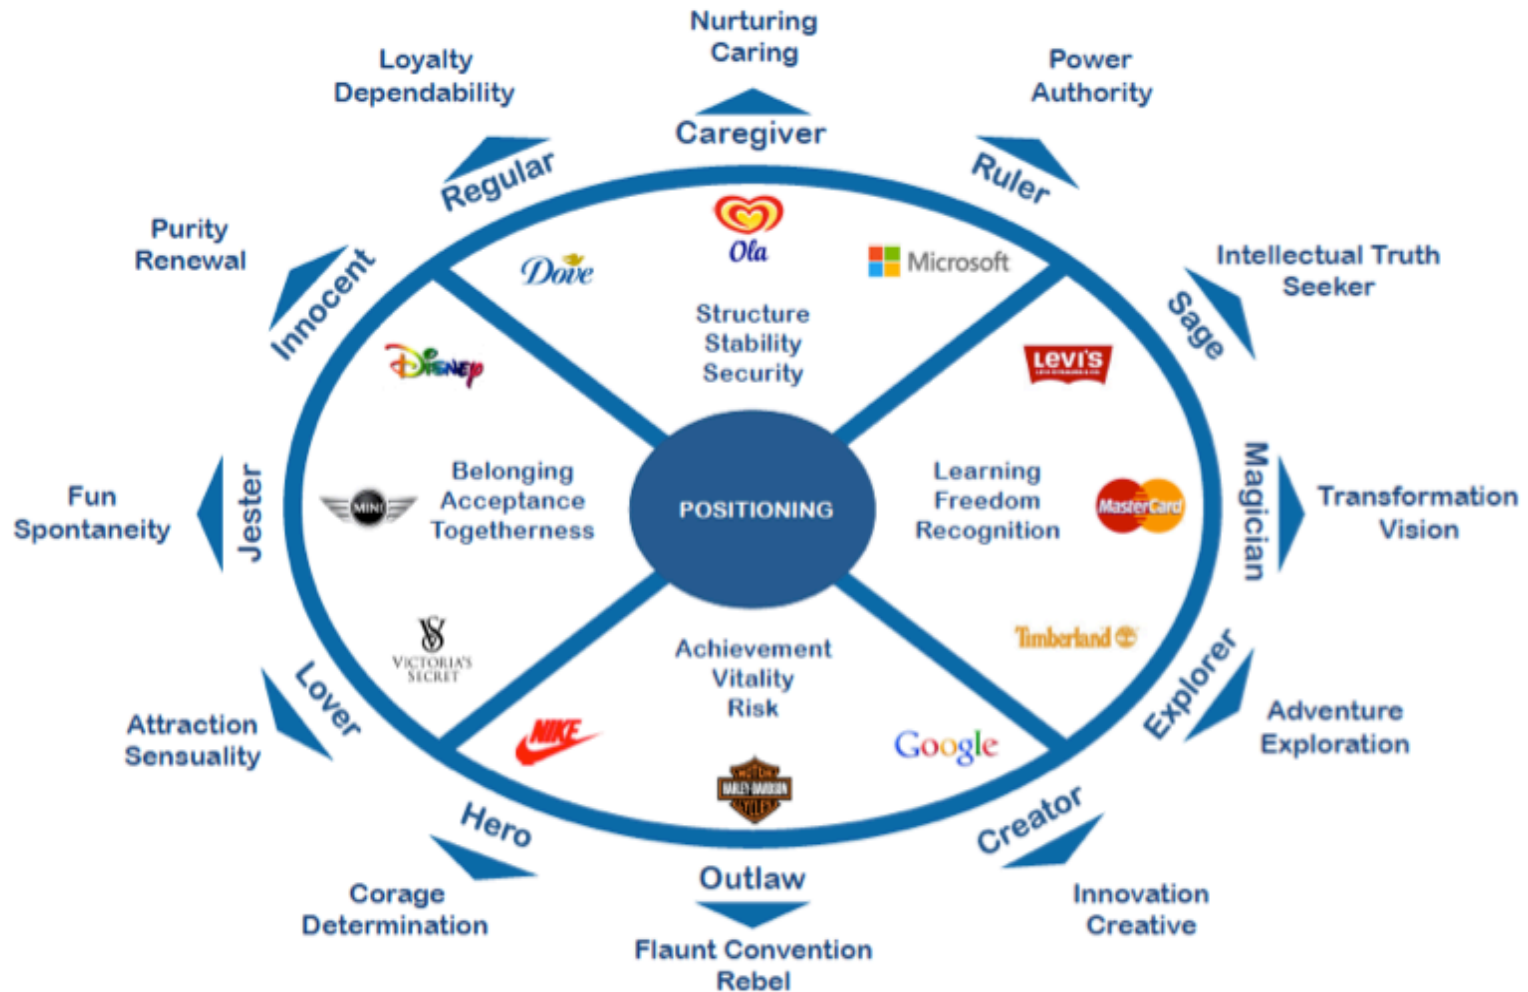 Nurturing
Caring
Loyalty
Dependability
Power
Authority
Caregiver
Regular
Ruler
Purity
Renewal
Innocent
Intellectual Truth
Seeker
Sage
Dove
Ola
Microsoft
Structure
Stability
Security
Disney
LEVI'S
Fun
Spontaneity
Jester
MINI
Belonging
Acceptance
Togetherness
POSITIONING
Learning
Freedom
Recognition
MasterCard
Magician
Transformation
Vision
VS
VICTORIA'S
SECRET
Achievement
Vitality
Risk
Timberland
Explorer
Lover
Attraction
Sensuality
Adventure
Exploration
NIKE
Google
HARLEY-DAVIDSON
CYCLES
Hero
Creator
Outlaw
Corage
Determination
Innovation
Creative
Flaunt Convention
Rebel